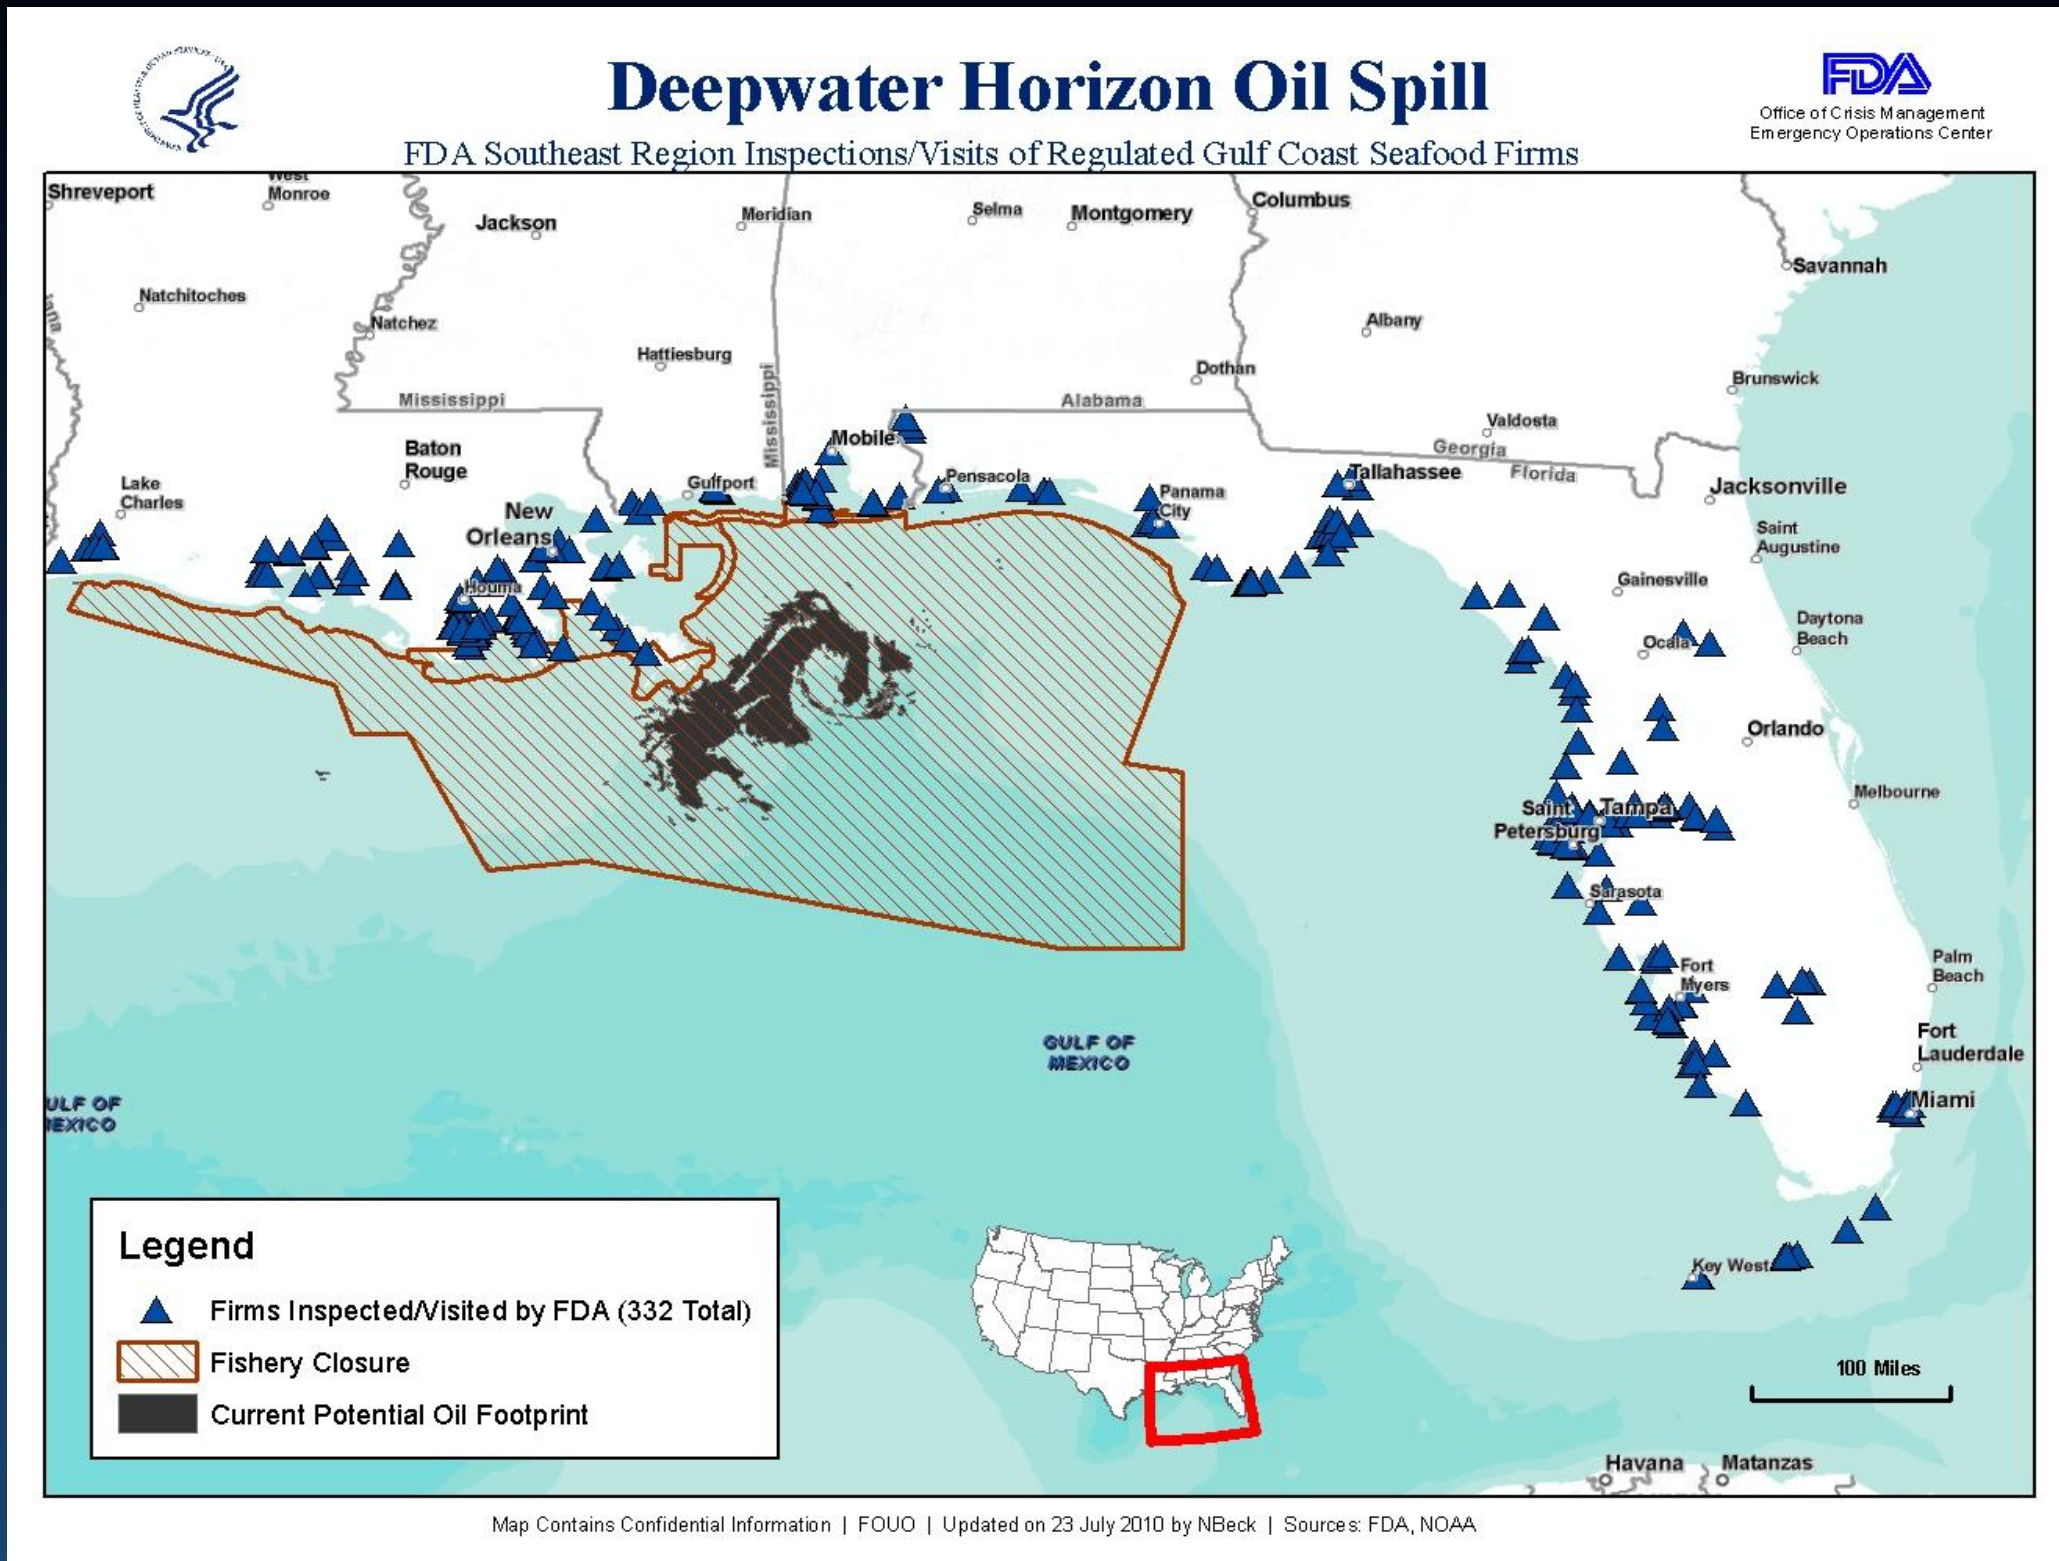 Deepwater Horizon Oil Spill
FDA Southeast Region Inspections/Visits of Regulated Gulf Coast Seafood Firms
FDA
Office of Crisis Management
Emergency Operations Center
Shreveport
West
Monroe
Jackson
Meridian
Selma
Montgomery
Columbus
Savannah
Natchitoches
Natchez
Hattiesburg
Albany
Dothan
Brunswick
Mississippi
Mississippi
Alabama
Mobile
Valdosta
Georgia
Florida
Baton
Rouge
Lake
Charles
Gulfport
Pensacola
Panama
City
Tallahassee
Jacksonville
New
Orleans
Saint
Augustine
Houma
Gainesville
Daytona
Beach
Ocala
Orlando
Melbourne
Saint
Petersburg
Tampa
Sarasota
Fort
Myers
Palm
Beach
GULF OF
MEXICO
Fort
Lauderdale
ULF OF
EXICO
Miami
Key West
Legend
Firms Inspected/Visited by FDA (332 Total)
Fishery Closure
Current Potential Oil Footprint
100 Miles
Havana
Matanzas
Map Contains Confidential Information | FOUO | Updated on 23 July 2010 by NBeck | Sources: FDA, NOAA